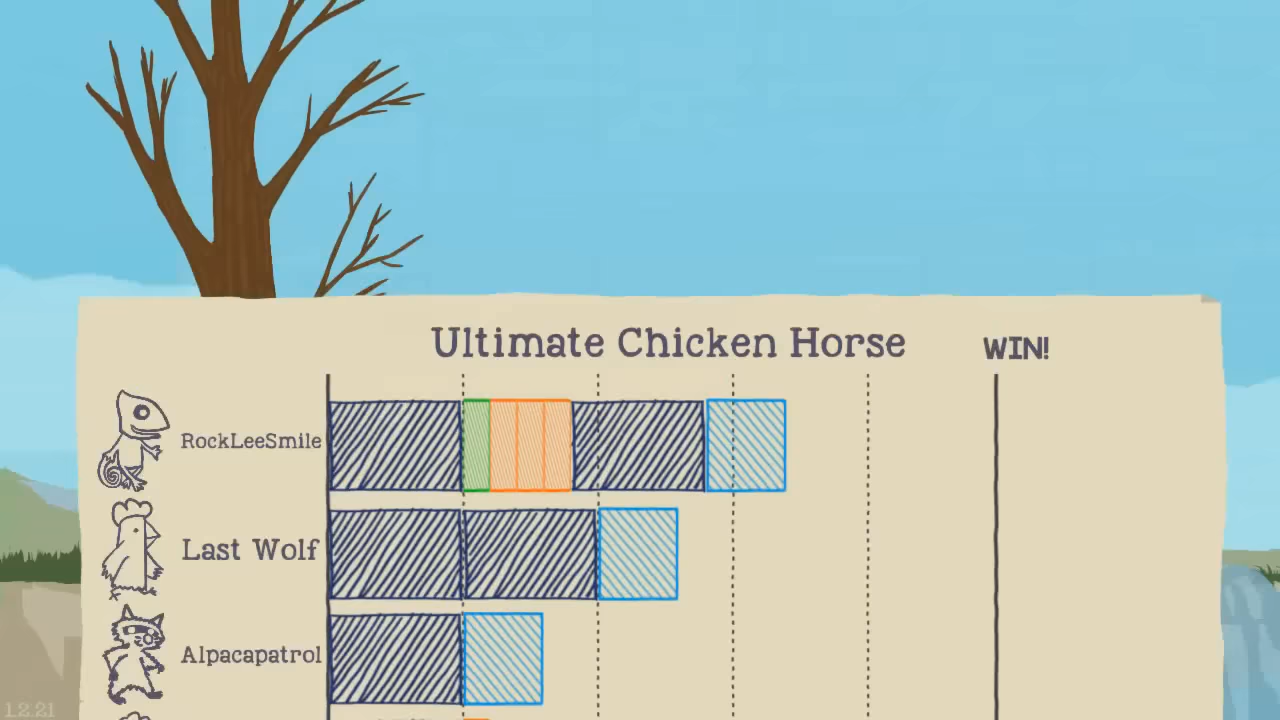 Ultimate Chicken Horse
WIN!
RockLeeSmile
Last Wolf
Alpacapatrol
1.2.21